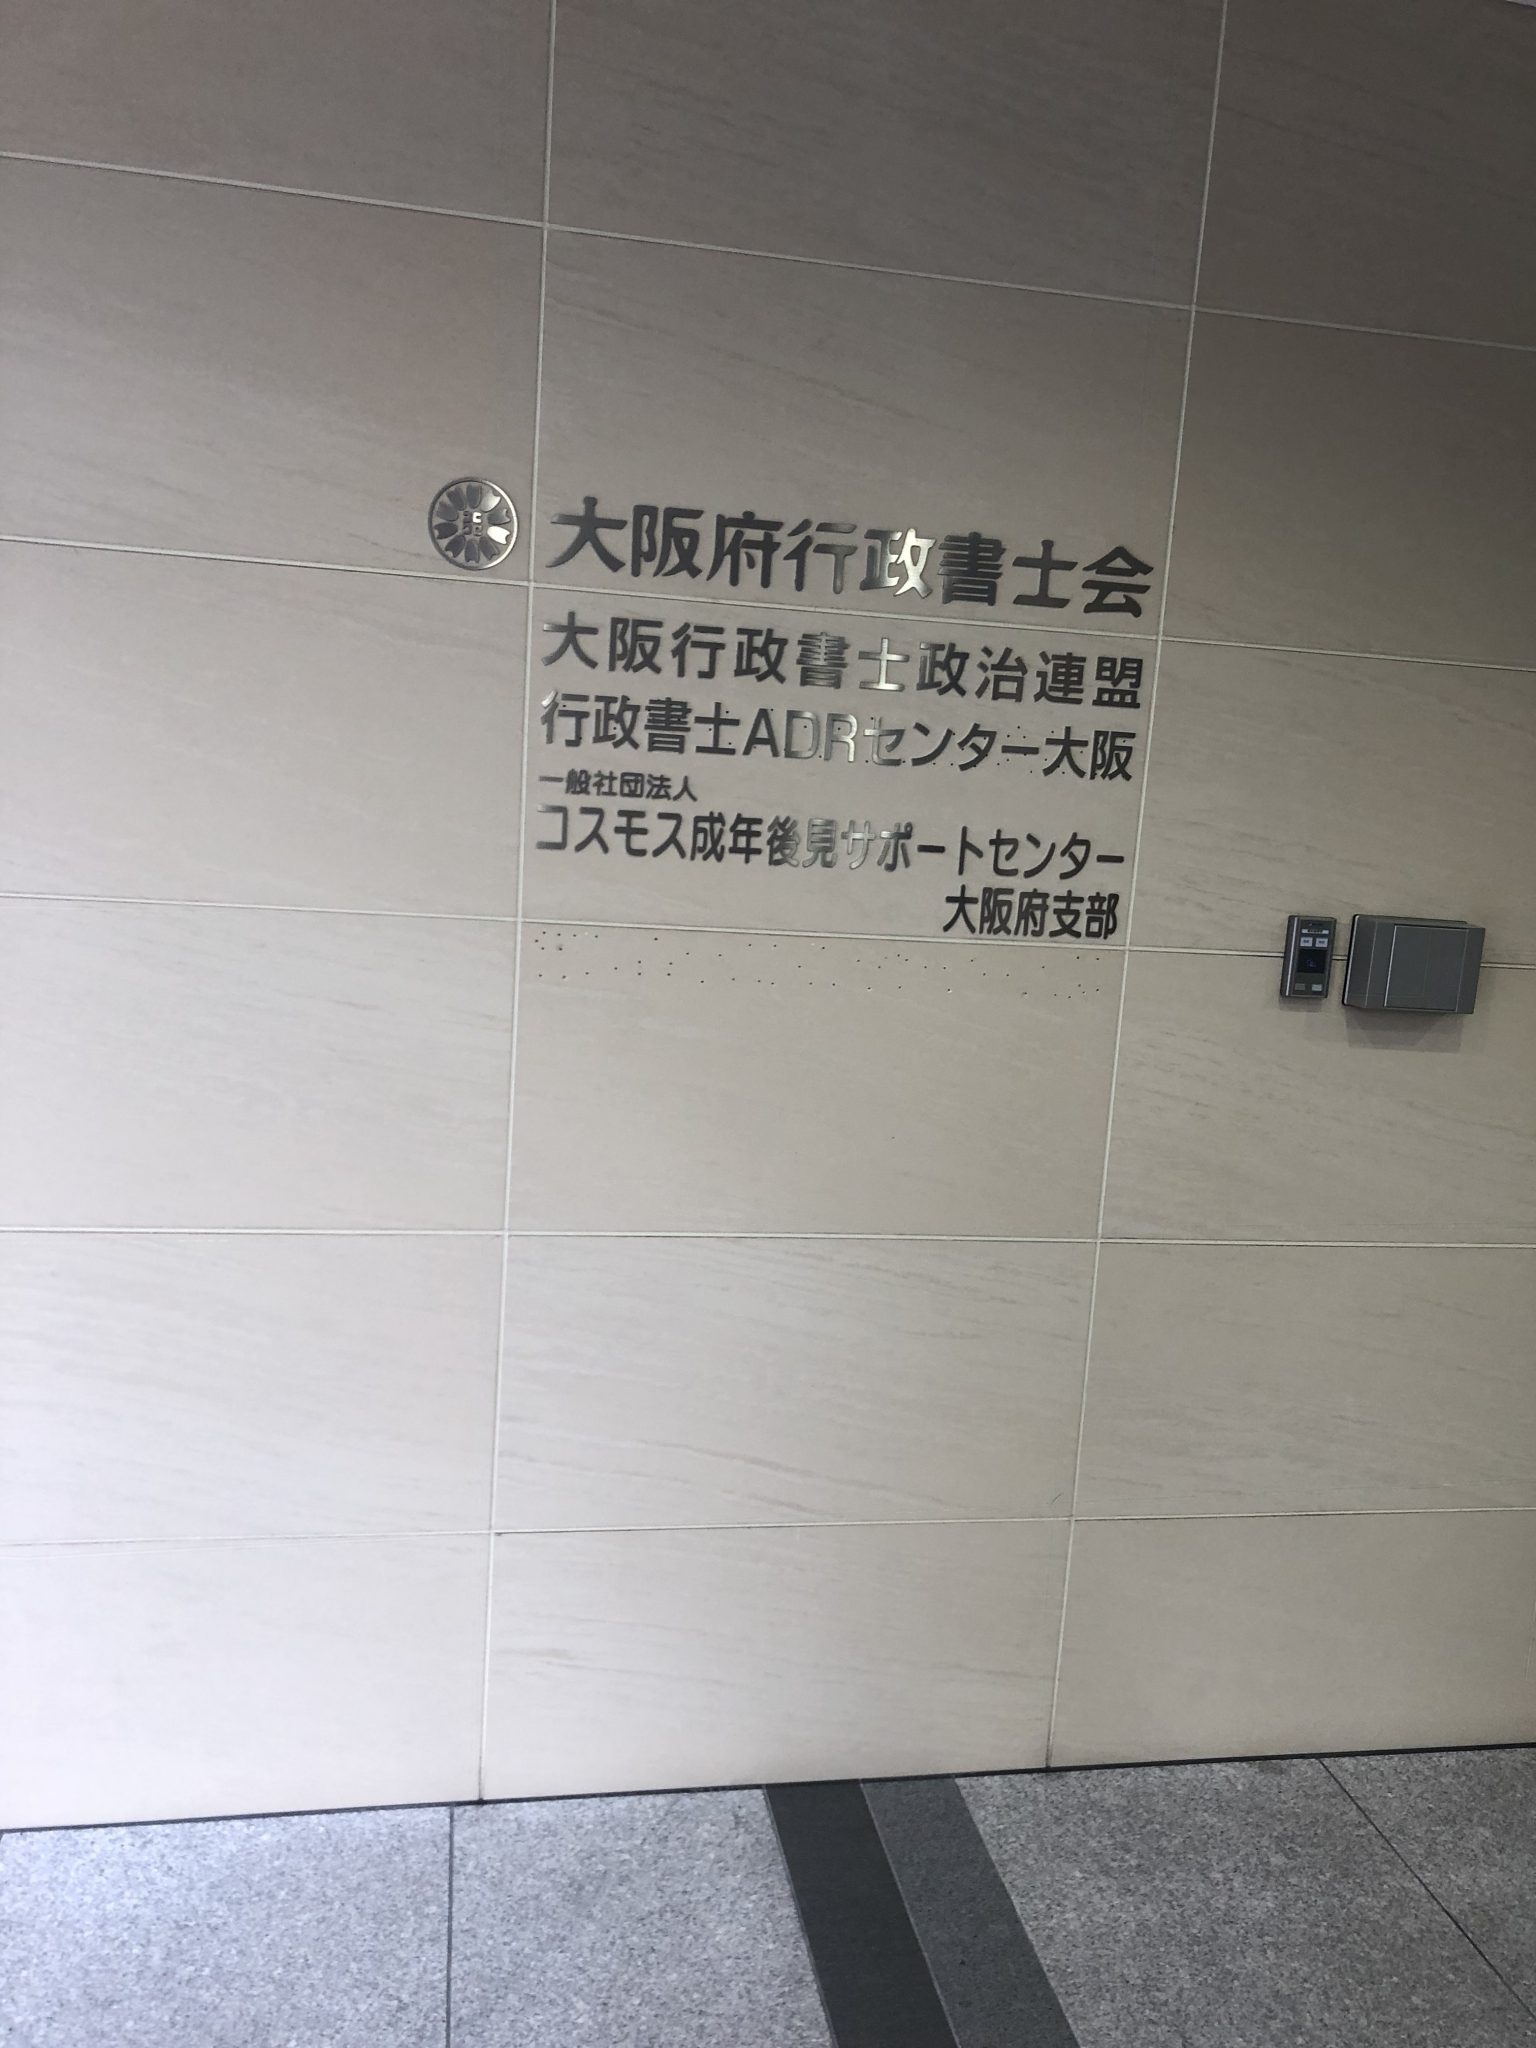 大阪府行政書士会
大阪行政書士政治連盟
行政書士ADRセンター大阪
一般社団法人
コスモス成年後見サポートセンター
大阪府支部